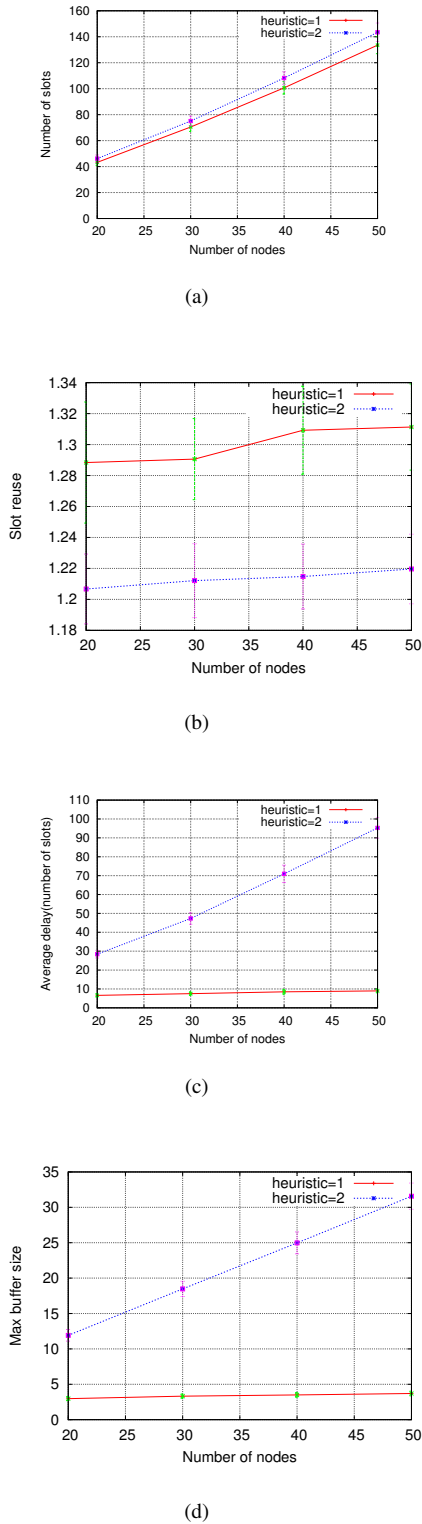 160
heuristic=1
heuristic=2
140
120
100
80
60
40
20
0
Number of slots
20 25 30 35 40 45 50
Number of nodes
(a)
1.34
heuristic=1
heuristic=2
1.32
1.3
1.28
1.26
1.24
1.22
1.2
1.18
Slot reuse
20 25 30 35 40 45 50
Number of nodes
(b)
110
heuristic=1
heuristic=2
100
90
80
70
60
50
40
30
20
10
0
Average delay(number of slots)
20 25 30 35 40 45 50
Number of nodes
(c)
35
heuristic=1
heuristic=2
30
25
20
15
10
5
0
Max buffer size
20 25 30 35 40 45 50
Number of nodes
(d)